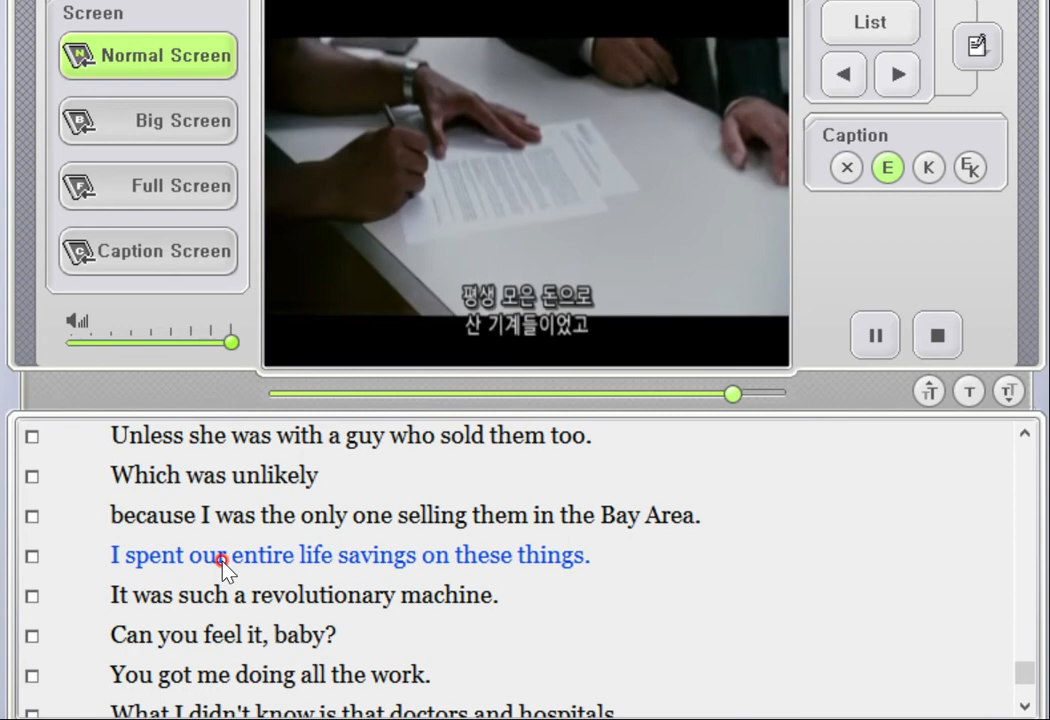 Screen
Normal Screen
Big Screen
Full Screen
Caption Screen
평생 모은 돈으로
산 기계들이었고
List
Caption
E K EK
T T T
Unless she was with a guy who sold them too.
Which was unlikely
because I was the only one selling them in the Bay Area.
I spent our entire life savings on these things.
It was such a revolutionary machine.
Can you feel it, baby?
You got me doing all the work.
What I didn't know is that doctors and hospitals